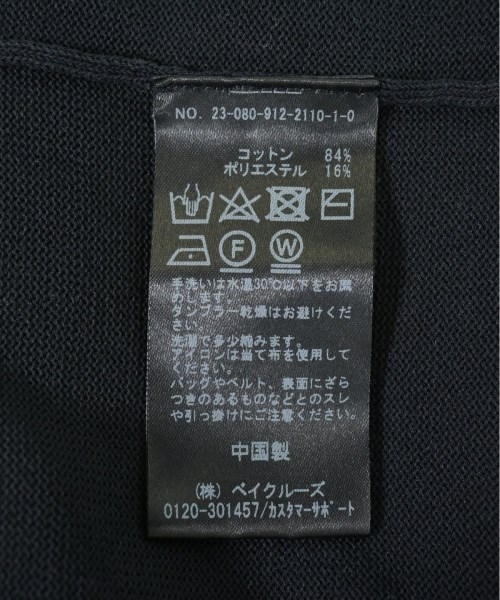 NO. 23-080-912-2110-1-0
コットン 84%
ポリエステル 16%
F W
手洗いは水温30℃以下をお薦
めします。
タンブラー乾燥はお避けくだ
さい。
洗濯で多少縮みます。
アイロンは当て布を使用して
ください。
バッグやベルト、表面にざら
つきのあるものなどとのスレ
や引っ掛けにご注意ください。
中国製
(株) ベイクルーズ
0120-301457/カスタマーサポート